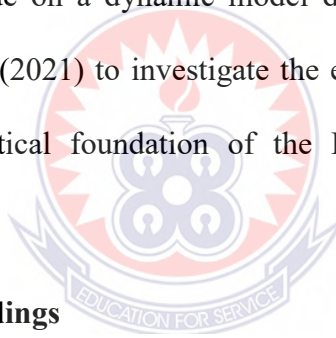 e on a dynamic model d
(2021) to investigate the e
tical foundation of the I
lings
EDUCATION FOR SERVICE